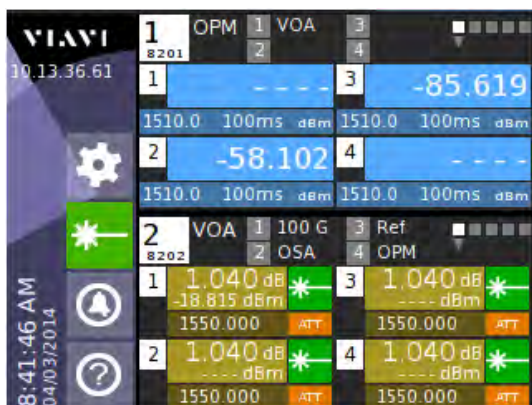 VIAVI
10.13.36.61
8:41:46 AM
04/03/2014
1 OPM 1 VOA 3
8201 2 4
1 - - - - 3 -85.619
1510.0 100ms dBm 1510.0 100ms dBm
2 -58.102 4 - - - -
1510.0 100ms dBm 1510.0 100ms dBm
2 VOA 1 100 G 3 Ref
8202 2 OSA 4 OPM
1 1.040 dB 3 1.040 dB
-18.815 dBm - - - - dBm
1550.000 ATT 1550.000 ATT
2 1.040 dB 4 1.040 dB
- - - - dBm - - - - dBm
1550.000 ATT 1550.000 ATT
?